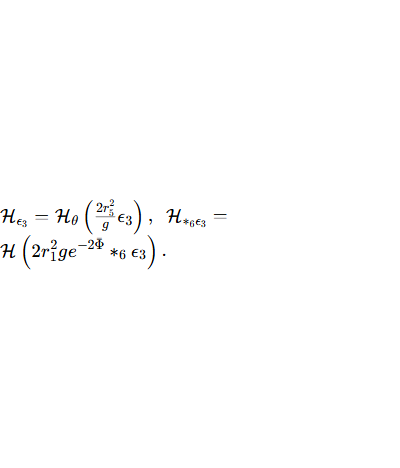 $\mathcal{H}_{\epsilon_3} = \mathcal{H}_\theta \left( \frac{2r_5^2}{g} \epsilon_3 \right), \ \mathcal{H}_{*_6 \epsilon_3} =$
$\mathcal{H} \left( 2r_1^2 g e^{-2\bar{\Phi}} *_6 \epsilon_3 \right).$